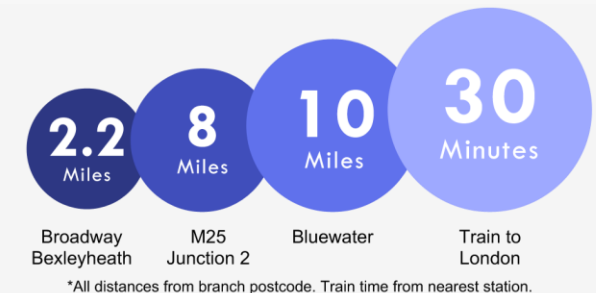 2.2
Miles
8
Miles
10
Miles
30
Minutes
Broadway
Bexleyheath
M25
Junction 2
Bluewater
Train to
London
*All distances from branch postcode. Train time from nearest station.